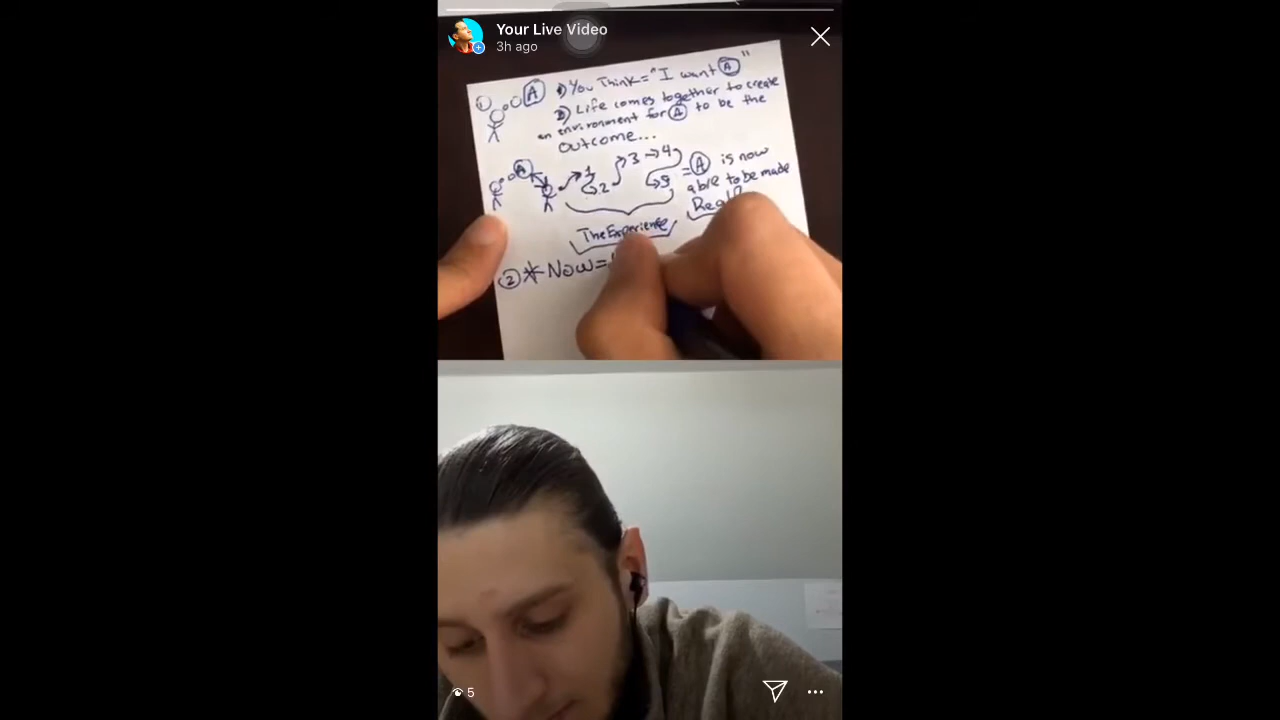 Your Live Video
3h ago
① A 1) You Think = "I want Ⓐ"
2) Life comes together to create
an environment for Ⓐ to be the
outcome...
A 1 2 3 4 5 = Ⓐ is now
able to be made
Real
The Experience
② * Now =
5